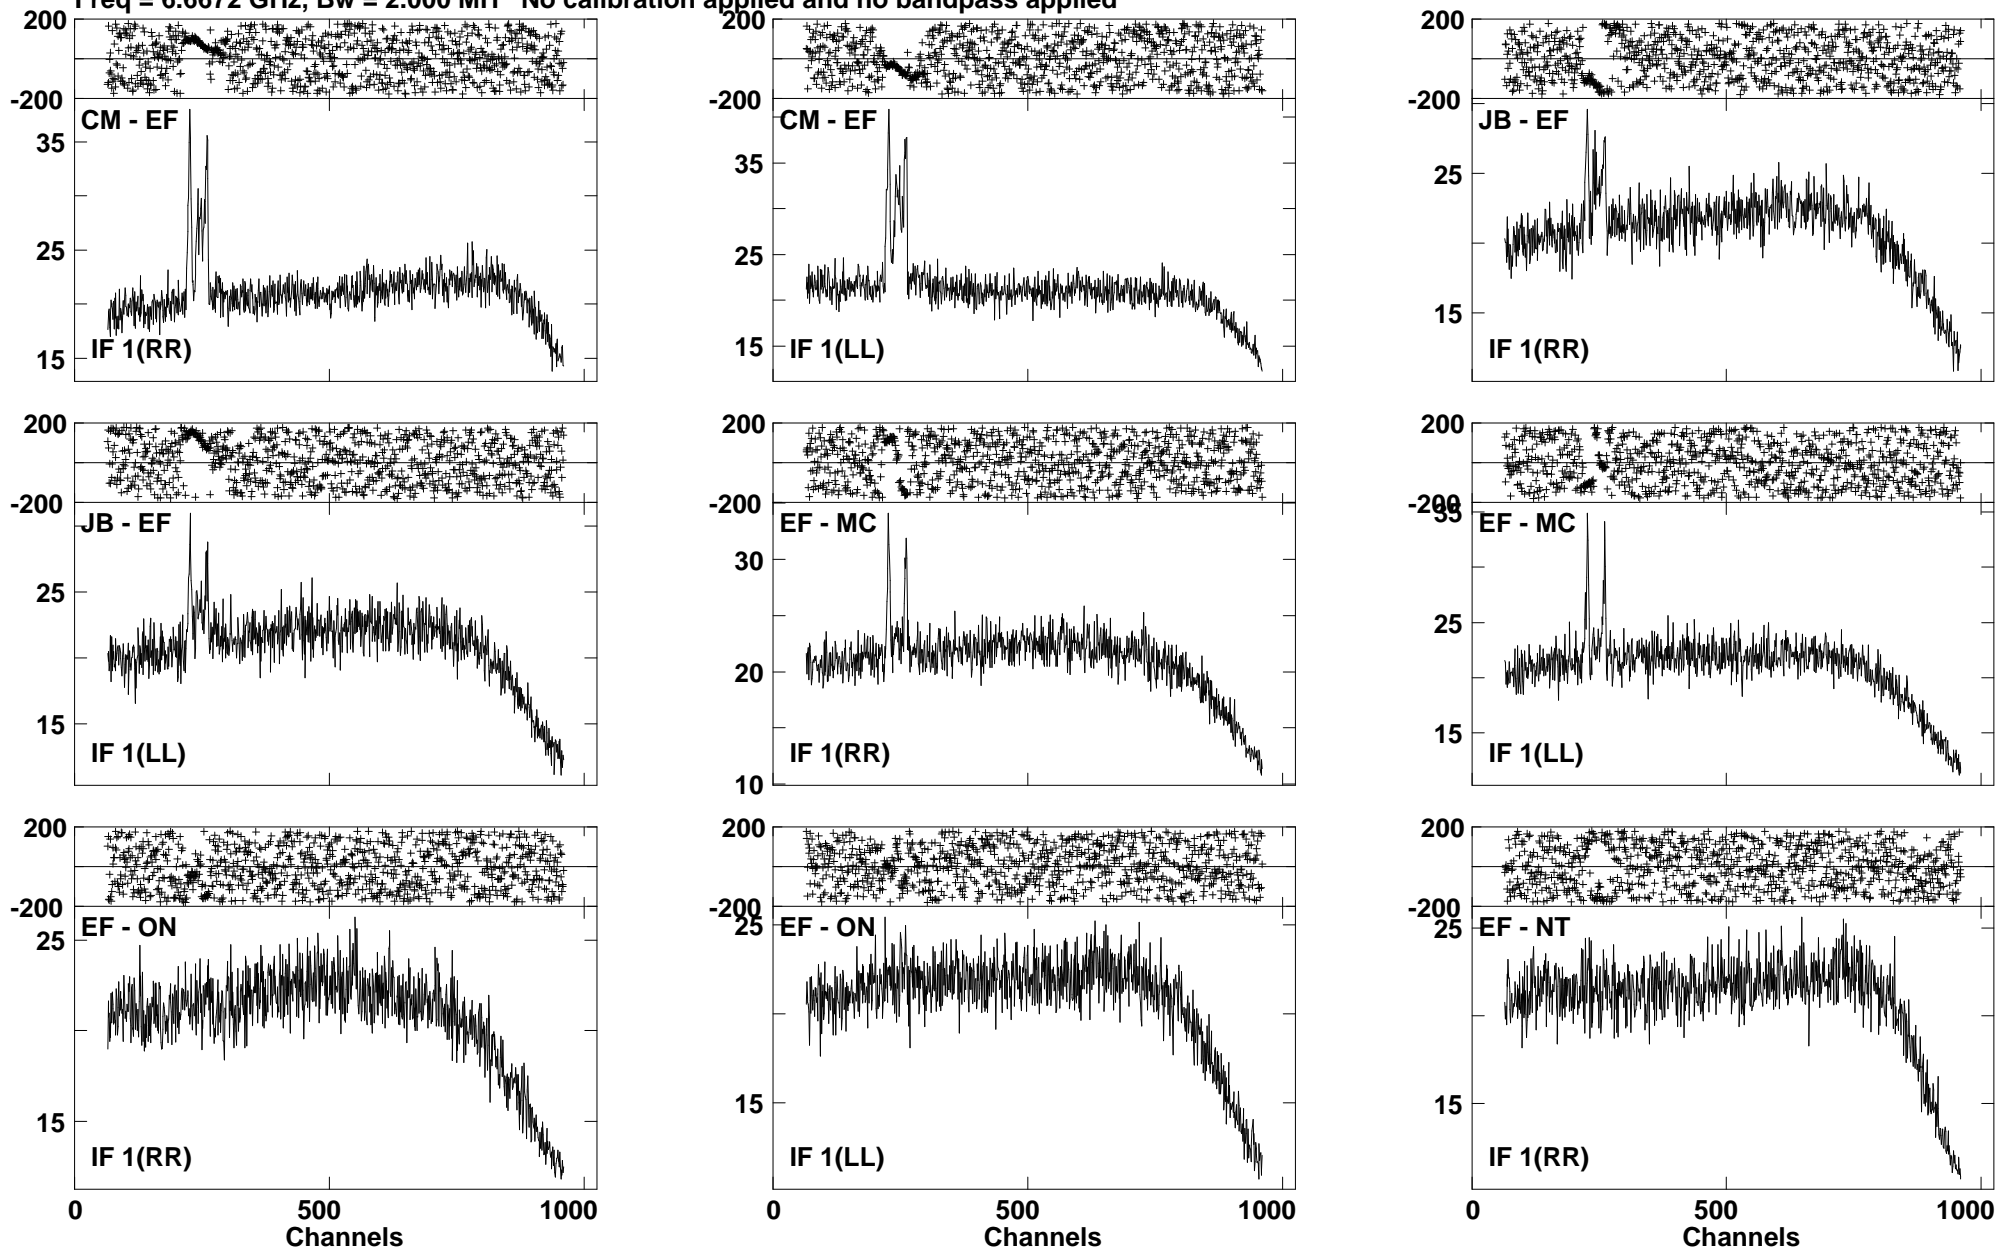 Freq = 6.6672 GHz, Bw = 2.000 MH No calibration applied and no bandpass applied
200 200 200
-200 -200 -200
CM - EF CM - EF JB - EF
35 35 25
25 25 15
15 15
IF 1(RR) IF 1(LL) IF 1(RR)
200 200 200
-200 -200 -200
35
JB - EF EF - MC EF - MC
25 30 25
15 20 15
10
IF 1(LL) IF 1(RR) IF 1(LL)
200 200 200
-200 -200 -200
EF - ON EF - ON EF - NT
25 25 25
15 15 15
IF 1(RR) IF 1(LL) IF 1(RR)
0 500 1000 0 500 1000 0 500 1000
Channels Channels Channels